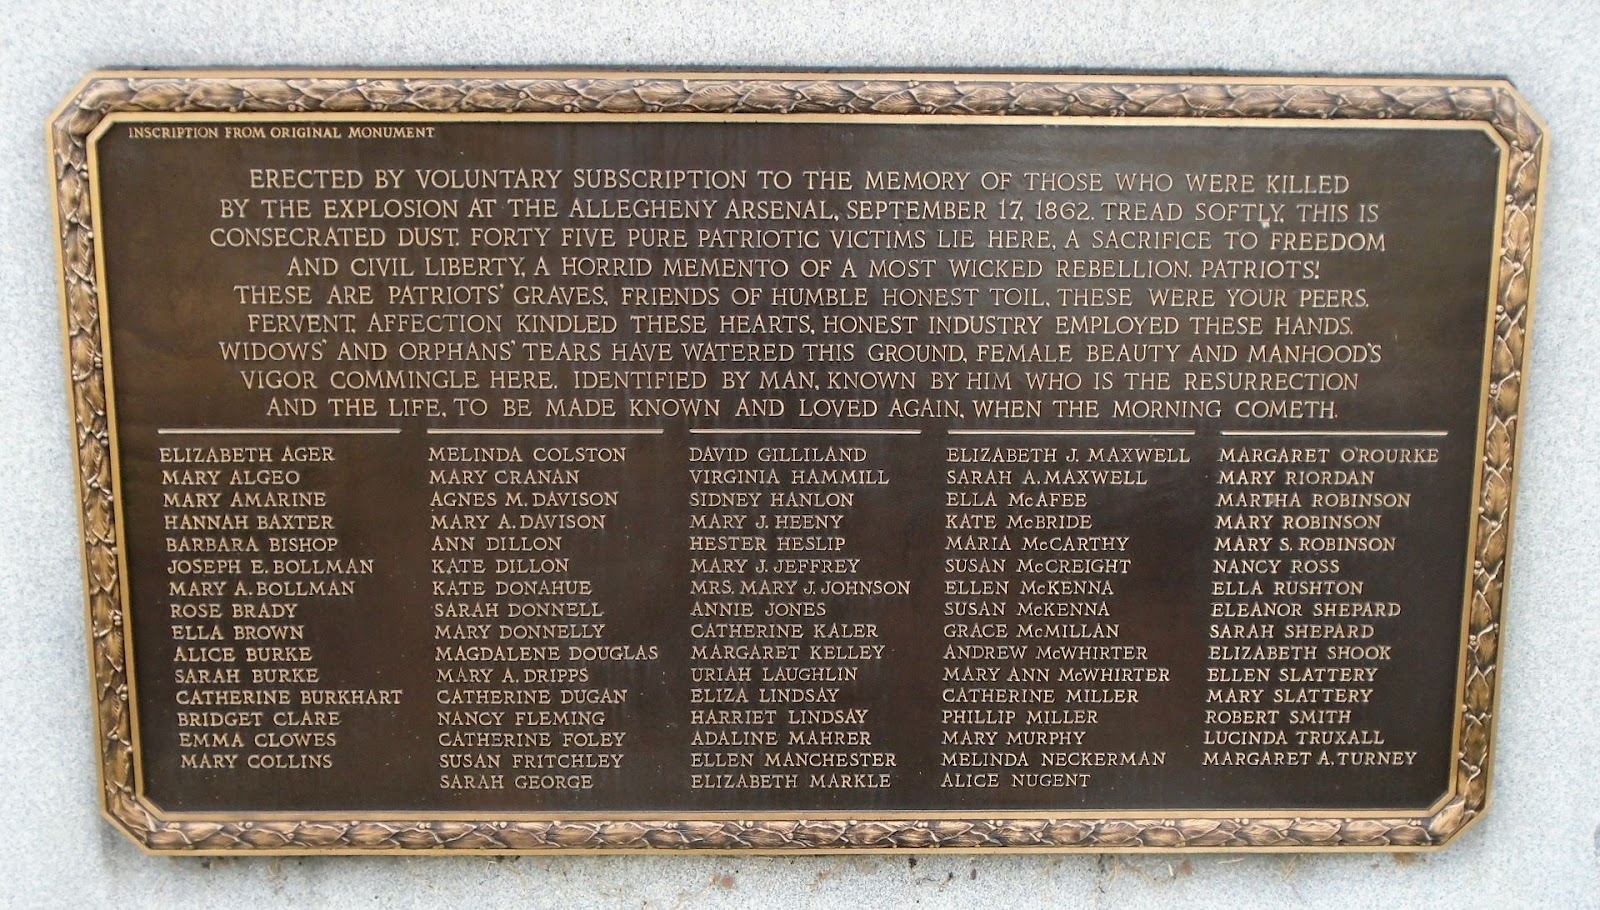 INSCRIPTION FROM ORIGINAL MONUMENT
ERECTED BY VOLUNTARY SUBSCRIPTION TO THE MEMORY OF THOSE WHO WERE KILLED
BY THE EXPLOSION AT THE ALLEGHENY ARSENAL, SEPTEMBER 17, 1862. TREAD SOFTLY, THIS IS
CONSECRATED DUST. FORTY FIVE PURE PATRIOTIC VICTIMS LIE HERE, A SACRIFICE TO FREEDOM
AND CIVIL LIBERTY, A HORRID MEMENTO OF A MOST WICKED REBELLION. PATRIOTS!
THESE ARE PATRIOTS' GRAVES, FRIENDS OF HUMBLE HONEST TOIL, THESE WERE YOUR PEERS.
FERVENT, AFFECTION KINDLED THESE HEARTS, HONEST INDUSTRY EMPLOYED THESE HANDS.
WIDOWS' AND ORPHANS' TEARS HAVE WATERED THIS GROUND, FEMALE BEAUTY AND MANHOOD'S
VIGOR COMMINGLE HERE. IDENTIFIED BY MAN, KNOWN BY HIM WHO IS THE RESURRECTION
AND THE LIFE, TO BE MADE KNOWN AND LOVED AGAIN, WHEN THE MORNING COMETH.
ELIZABETH AGER
MARY ALGEO
MARY AMARINE
HANNAH BAXTER
BARBARA BISHOP
JOSEPH E. BOLLMAN
MARY A. BOLLMAN
ROSE BRADY
ELLA BROWN
ALICE BURKE
SARAH BURKE
CATHERINE BURKHART
BRIDGET CLARE
EMMA CLOWES
MARY COLLINS
MELINDA COLSTON
MARY CRANAN
AGNES M. DAVISON
MARY A. DAVISON
ANN DILLON
KATE DILLON
KATE DONAHUE
SARAH DONNELL
MARY DONNELLY
MAGDALENE DOUGLAS
MARY A. DRIPPS
CATHERINE DUGAN
NANCY FLEMING
CATHERINE FOLEY
SUSAN FRITCHLEY
SARAH GEORGE
DAVID GILLILAND
VIRGINIA HAMMILL
SIDNEY HANLON
MARY J. HEENY
HESTER HESLIP
MARY J. JEFFREY
MRS. MARY J. JOHNSON
ANNIE JONES
CATHERINE KALER
MARGARET KELLEY
URIAH LAUGHLIN
ELIZA LINDSAY
HARRIET LINDSAY
ADALINE MAHRER
ELLEN MANCHESTER
ELIZABETH MARKLE
ELIZABETH J. MAXWELL
SARAH A. MAXWELL
ELLA McAFEE
KATE McBRIDE
MARIA McCARTHY
SUSAN McCREIGHT
ELLEN McKENNA
SUSAN McKENNA
GRACE McMILLAN
ANDREW McWHIRTER
MARY ANN McWHIRTER
CATHERINE MILLER
PHILLIP MILLER
MARY MURPHY
MELINDA NECKERMAN
ALICE NUGENT
MARGARET O'ROURKE
MARY RIORDAN
MARTHA ROBINSON
MARY ROBINSON
MARY S. ROBINSON
NANCY ROSS
ELLA RUSHTON
ELEANOR SHEPARD
SARAH SHEPARD
ELIZABETH SHOOK
ELLEN SLATTERY
MARY SLATTERY
ROBERT SMITH
LUCINDA TRUXALL
MARGARET A. TURNEY